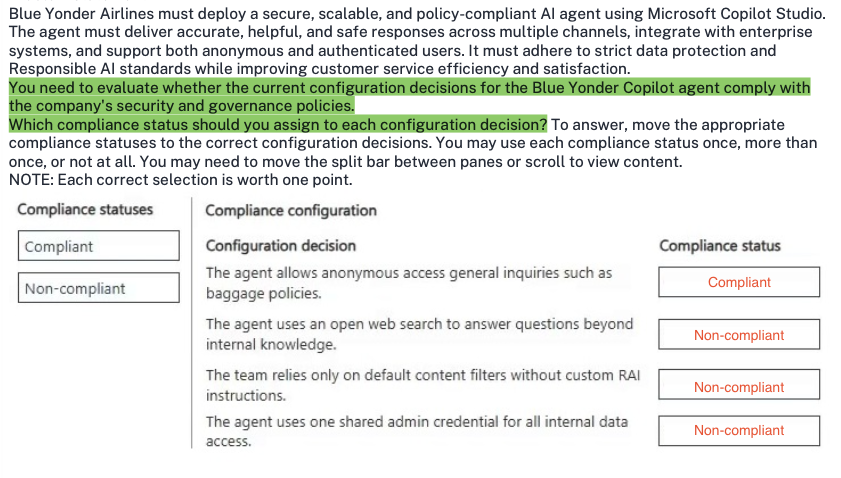 Blue Yonder Airlines must deploy a secure, scalable, and policy-compliant AI agent using Microsoft Copilot Studio.
The agent must deliver accurate, helpful, and safe responses across multiple channels, integrate with enterprise
systems, and support both anonymous and authenticated users. It must adhere to strict data protection and
Responsible AI standards while improving customer service efficiency and satisfaction.
You need to evaluate whether the current configuration decisions for the Blue Yonder Copilot agent comply with
the company's security and governance policies.
Which compliance status should you assign to each configuration decision? To answer, move the appropriate
compliance statuses to the correct configuration decisions. You may use each compliance status once, more than
once, or not at all. You may need to move the split bar between panes or scroll to view content.
NOTE: Each correct selection is worth one point.
Compliance statuses
Compliant
Non-compliant
Compliance configuration
Configuration decision
Compliance status
The agent allows anonymous access general inquiries such as
baggage policies.
Compliant
The agent uses an open web search to answer questions beyond
internal knowledge.
Non-compliant
The team relies only on default content filters without custom RAI
instructions.
Non-compliant
The agent uses one shared admin credential for all internal data
access.
Non-compliant